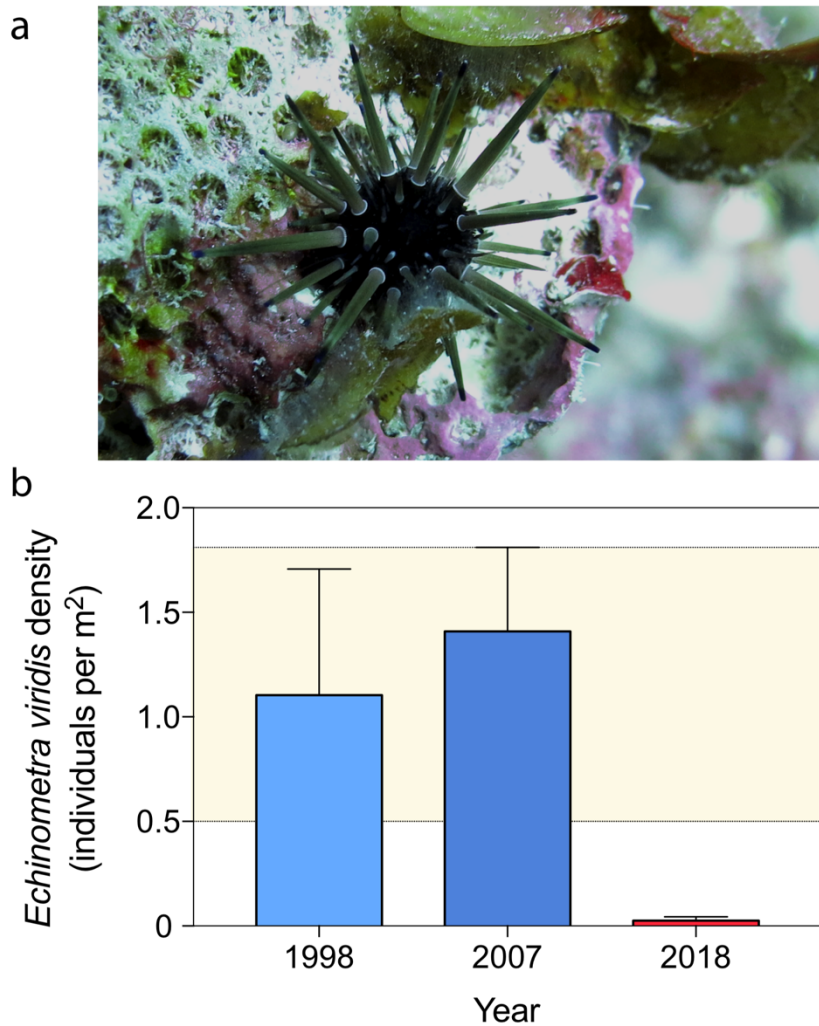 a
b
Echinometra viridis density
(individuals per m²)
2.0
1.5
1.0
0.5
0
1998 2007 2018
Year